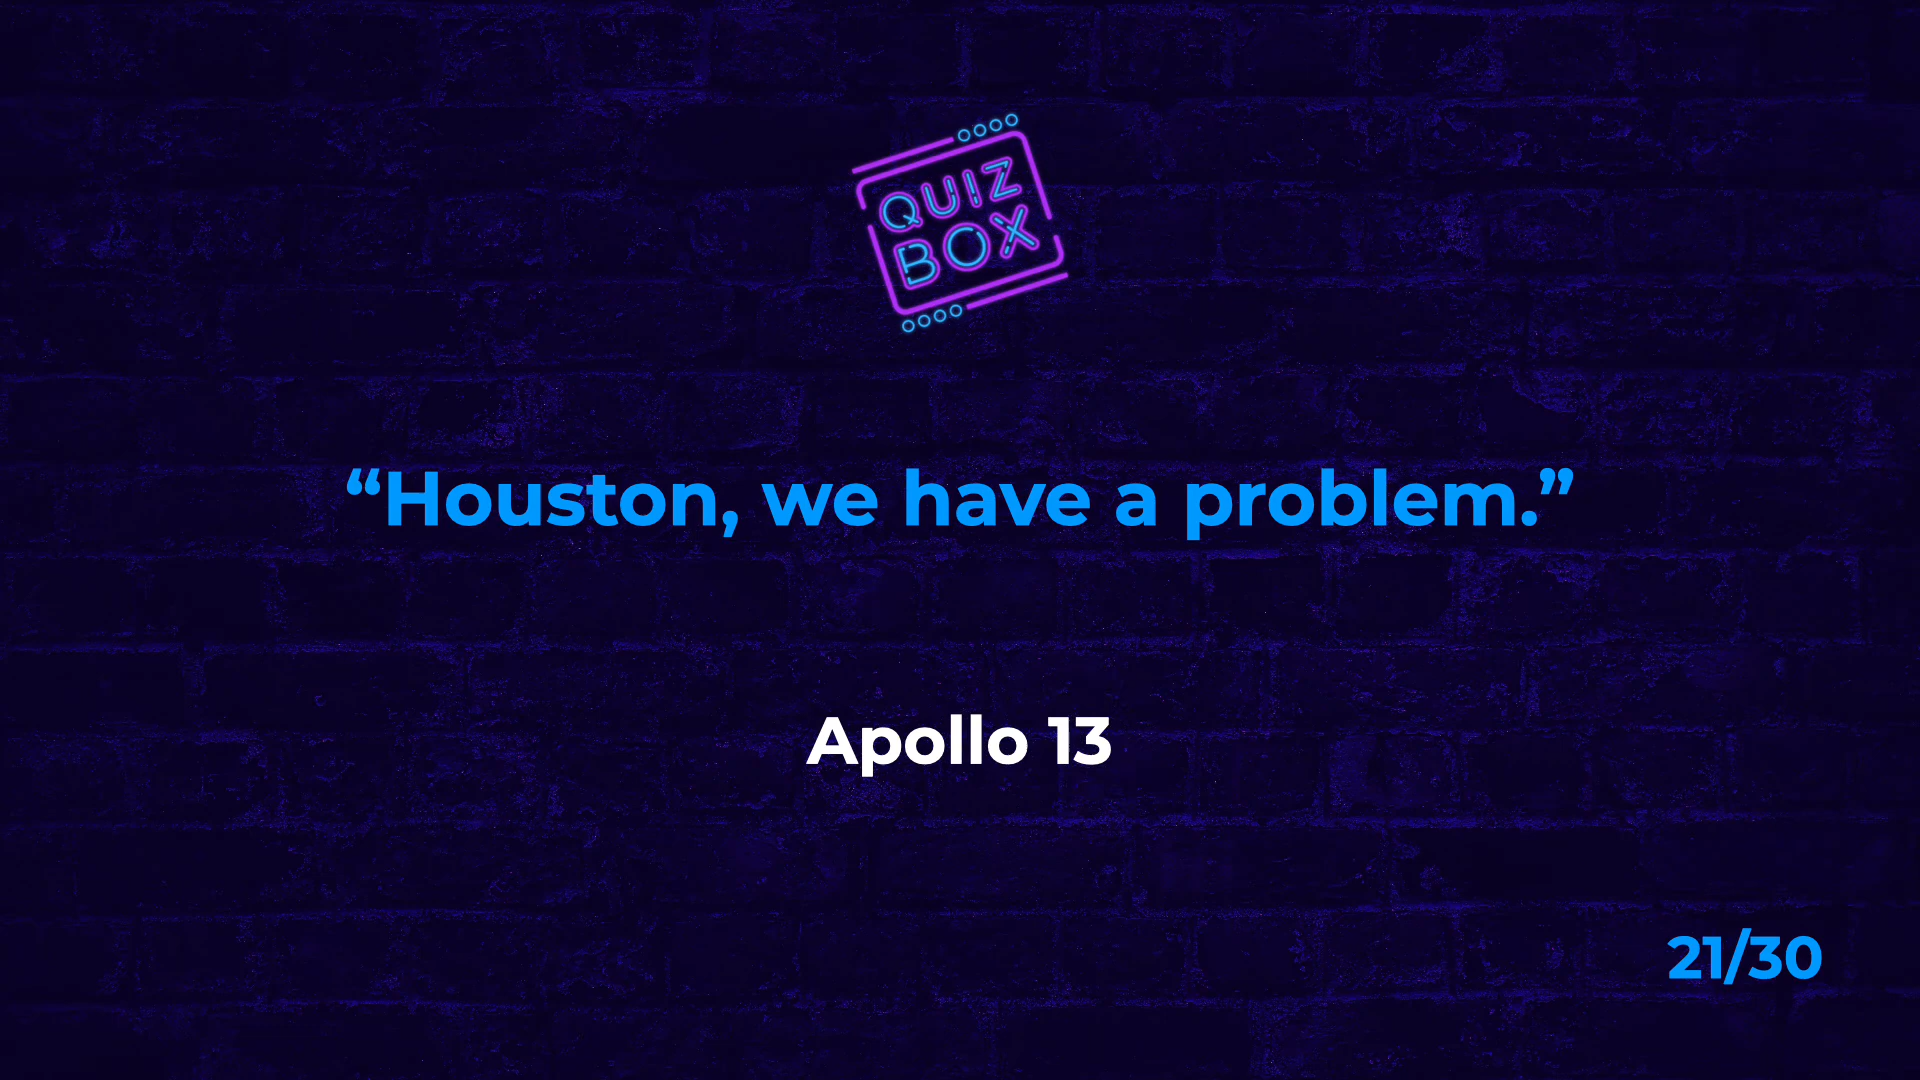 QUIZ
BOX
“Houston, we have a problem.”
Apollo 13
21/30